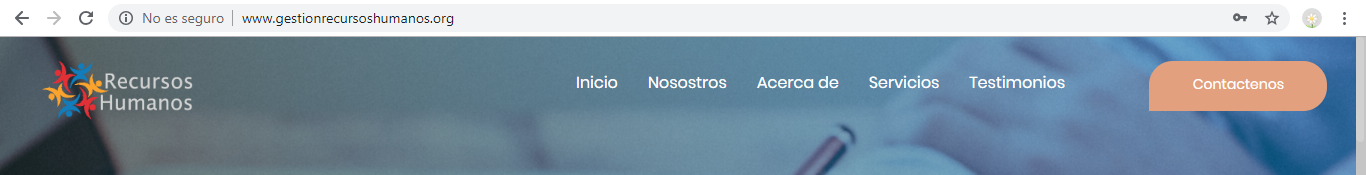 No es seguro | www.gestionrecursoshumanos.org
Recursos
Humanos
Inicio Nosostros Acerca de Servicios Testimonios Contactenos